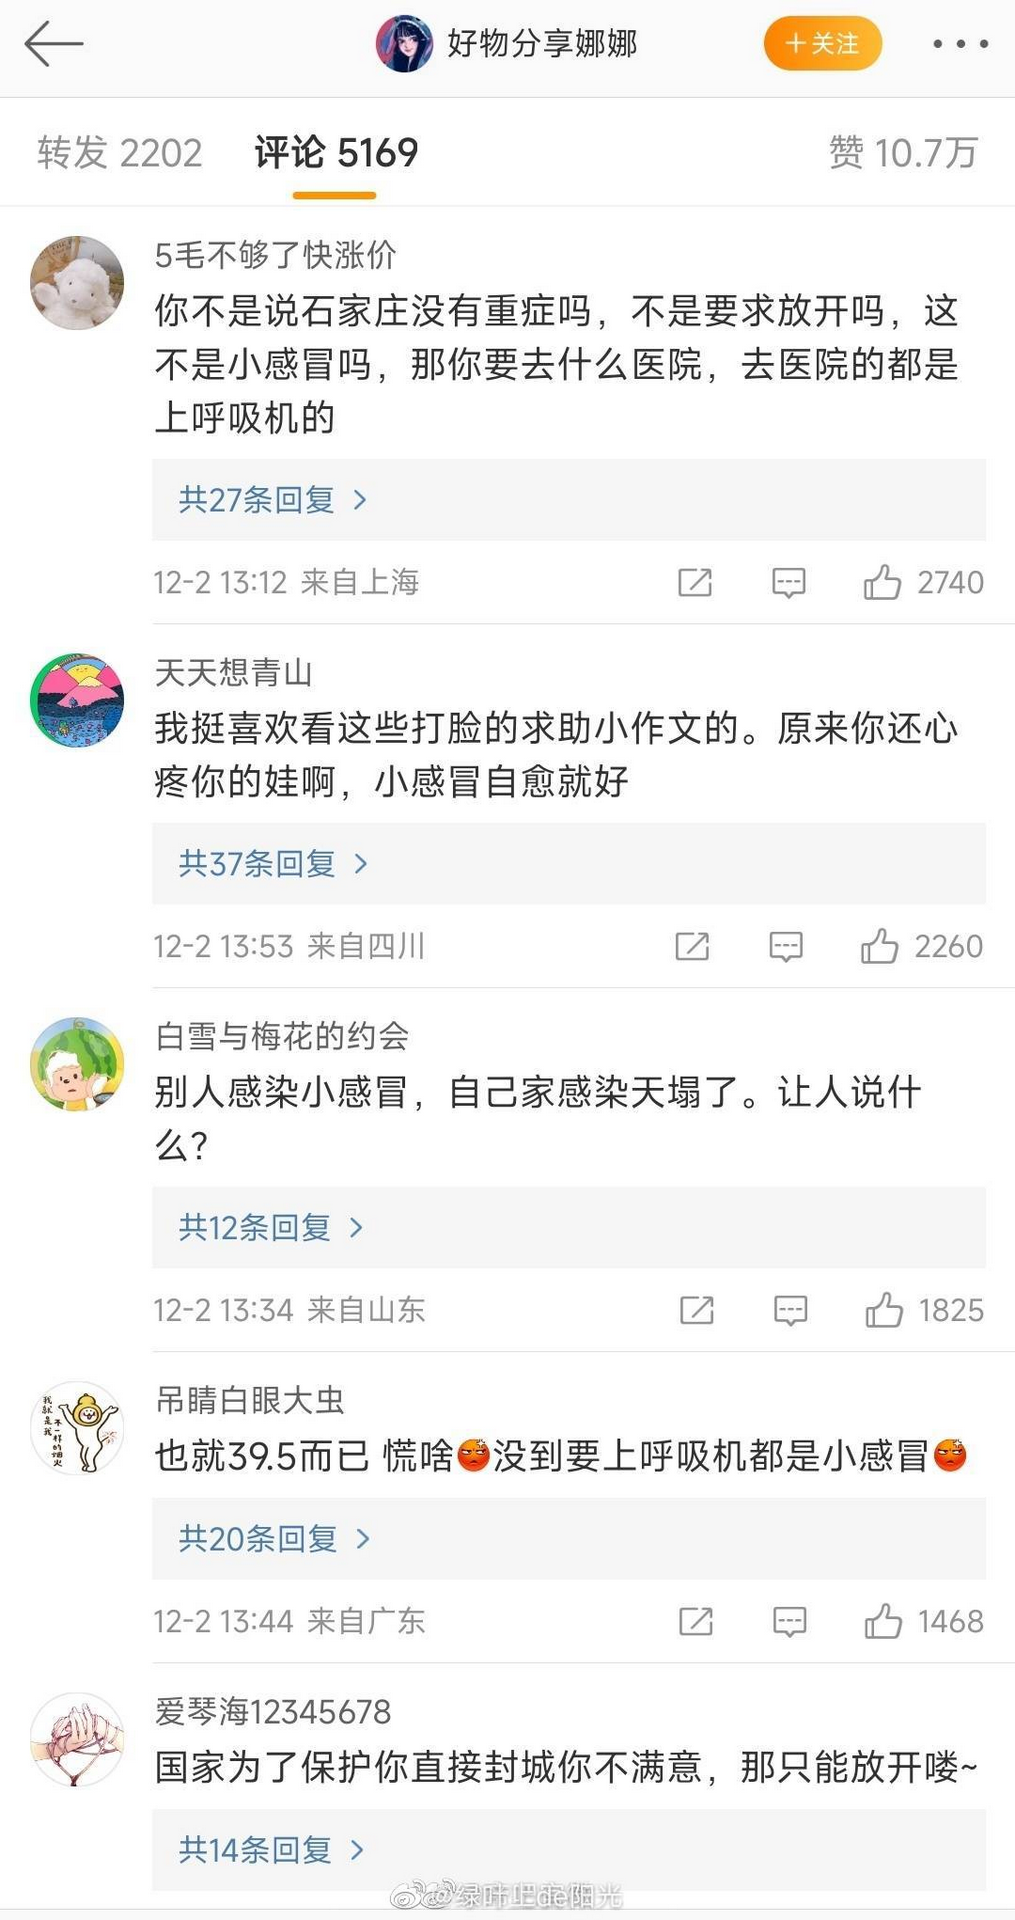 好物分享娜娜
+关注
转发 2202
评论 5169
赞 10.7万
5毛不够了快涨价
你不是说石家庄没有重症吗，不是要求放开吗，这
不是小感冒吗，那你要去什么医院，去医院的都是
上呼吸机的
共27条回复 >
12-2 13:12 来自上海
2740
天天想青山
我挺喜欢看这些打脸的求助小作文的。原来你还心
疼你的娃啊，小感冒自愈就好
共37条回复 >
12-2 13:53 来自四川
2260
白雪与梅花的约会
别人感染小感冒，自己家感染天塌了。让人说什
么?
共12条回复 >
12-2 13:34 来自山东
1825
我就是我
不一样的烟火
吊睛白眼大虫
也就39.5而已 慌啥没到要上呼吸机都是小感冒
共20条回复 >
12-2 13:44 来自广东
1468
爱琴海12345678
国家为了保护你直接封城你不满意，那只能放开喽~
共14条回复 >
de阳光